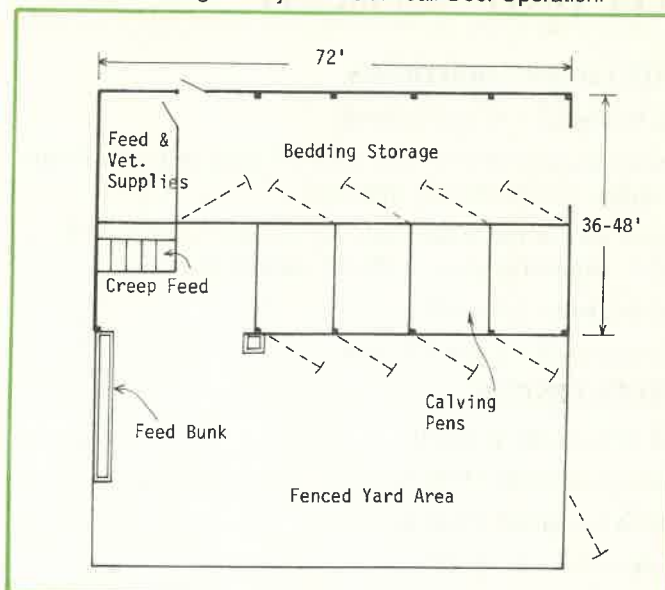 72'
Feed &
Vet.
Supplies
Bedding Storage
36-48'
Creep Feed
Feed Bunk
Calving
Pens
Fenced Yard Area